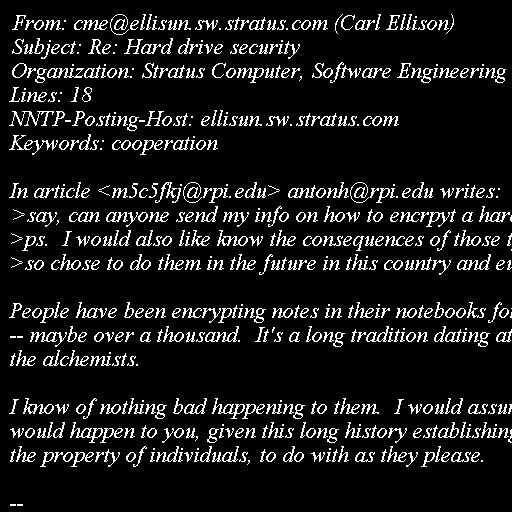 From: cme@ellisun.sw.stratus.com (Carl Ellison)
Subject: Re: Hard drive security
Organization: Stratus Computer, Software Engineering
Lines: 18
NNTP-Posting-Host: ellisun.sw.stratus.com
Keywords: cooperation
In article <m5c5fkj@rpi.edu> antonh@rpi.edu writes:
>say, can anyone send my info on how to encrpyt a
>ps.  I would also like know the consequences of those
>so chose to do them in the future in this country and
People have been encrypting notes in their notebooks
-- maybe over a thousand.  It's a long tradition dating
the alchemists.
I know of nothing bad happening to them.  I would
would happen to you, given this long history
the property of individuals, to do with as they please.
--